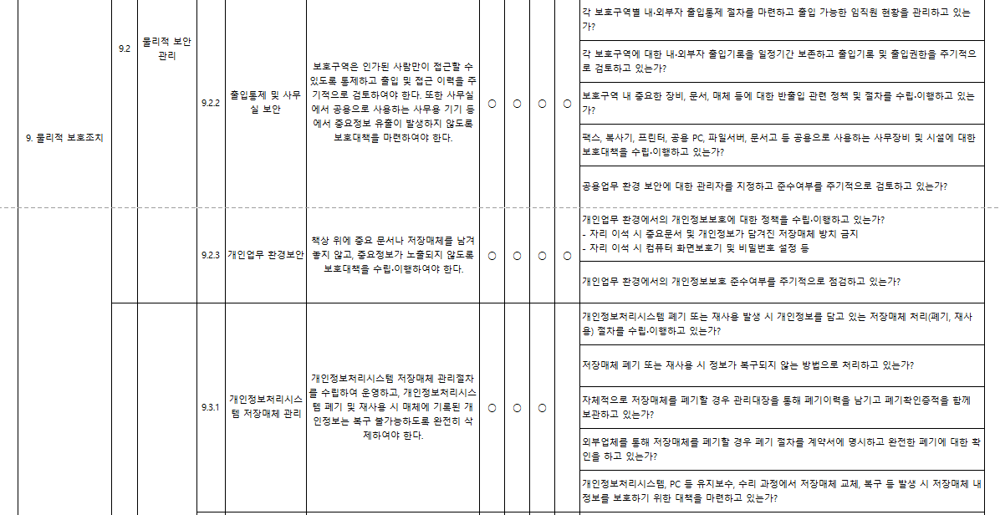 각 보호구역별 내·외부자 출입통제 절차를 마련하고 출입 가능한 임직원 현황을 관리하고 있는
가?
9.2
물리적 보안
관리
각 보호구역에 대한 내·외부자 출입기록을 일정기간 보존하고 출입기록 및 출입권한을 주기적으
로 검토하고 있는가?
9.2.2
출입통제 및 사무
실 보안
보호구역은 인가된 사람만이 접근할 수
있도록 통제하고 출입 및 접근 이력을 주
기적으로 검토하여야 한다. 또한 사무실
에서 공용으로 사용하는 사무용 기기 등
에서 중요정보 유출이 발생하지 않도록
보호대책을 마련하여야 한다.
○ ○ ○ ○
보호구역 내 중요한 장비, 문서, 매체 등에 대한 반출입 관련 정책 및 절차를 수립·이행하고 있는
가?
9. 물리적 보호조치
팩스, 복사기, 프린터, 공용 PC, 파일서버, 문서고 등 공용으로 사용하는 사무장비 및 시설에 대한
보호대책을 수립·이행하고 있는가?
공용업무 환경 보안에 대한 관리자를 지정하고 준수여부를 주기적으로 검토하고 있는가?
9.2.3
개인업무 환경보안
책상 위에 중요 문서나 저장매체를 남겨
놓지 않고, 중요정보가 노출되지 않도록
보호대책을 수립·이행하여야 한다.
○ ○ ○ ○
개인업무 환경에서의 개인정보보호에 대한 정책을 수립·이행하고 있는가?
- 자리 이석 시 중요문서 및 개인정보가 담겨진 저장매체 방치 금지
- 자리 이석 시 컴퓨터 화면보호기 및 비밀번호 설정 등
개인업무 환경에서의 개인정보보호 준수여부를 주기적으로 점검하고 있는가?
9.3.1
개인정보처리시스
템 저장매체 관리
개인정보처리시스템 저장매체 관리절차
를 수립하여 운영하고, 개인정보처리시스
템 폐기 및 재사용 시 매체에 기록된 개
인정보는 복구 불가능하도록 완전히 삭
제하여야 한다.
○ ○ ○
개인정보처리시스템 폐기 또는 재사용 발생 시 개인정보를 담고 있는 저장매체 처리(폐기, 재사
용) 절차를 수립·이행하고 있는가?
저장매체 폐기 또는 재사용 시 정보가 복구되지 않는 방법으로 처리하고 있는가?
자체적으로 저장매체를 폐기할 경우 관리대장을 통해 폐기이력을 남기고 폐기확인증적을 함께
보관하고 있는가?
외부업체를 통해 저장매체를 폐기할 경우 폐기 절차를 계약서에 명시하고 완전한 폐기에 대한 확
인을 하고 있는가?
개인정보처리시스템, PC 등 유지보수, 수리 과정에서 저장매체 교체, 복구 등 발생 시 저장매체 내
정보를 보호하기 위한 대책을 마련하고 있는가?